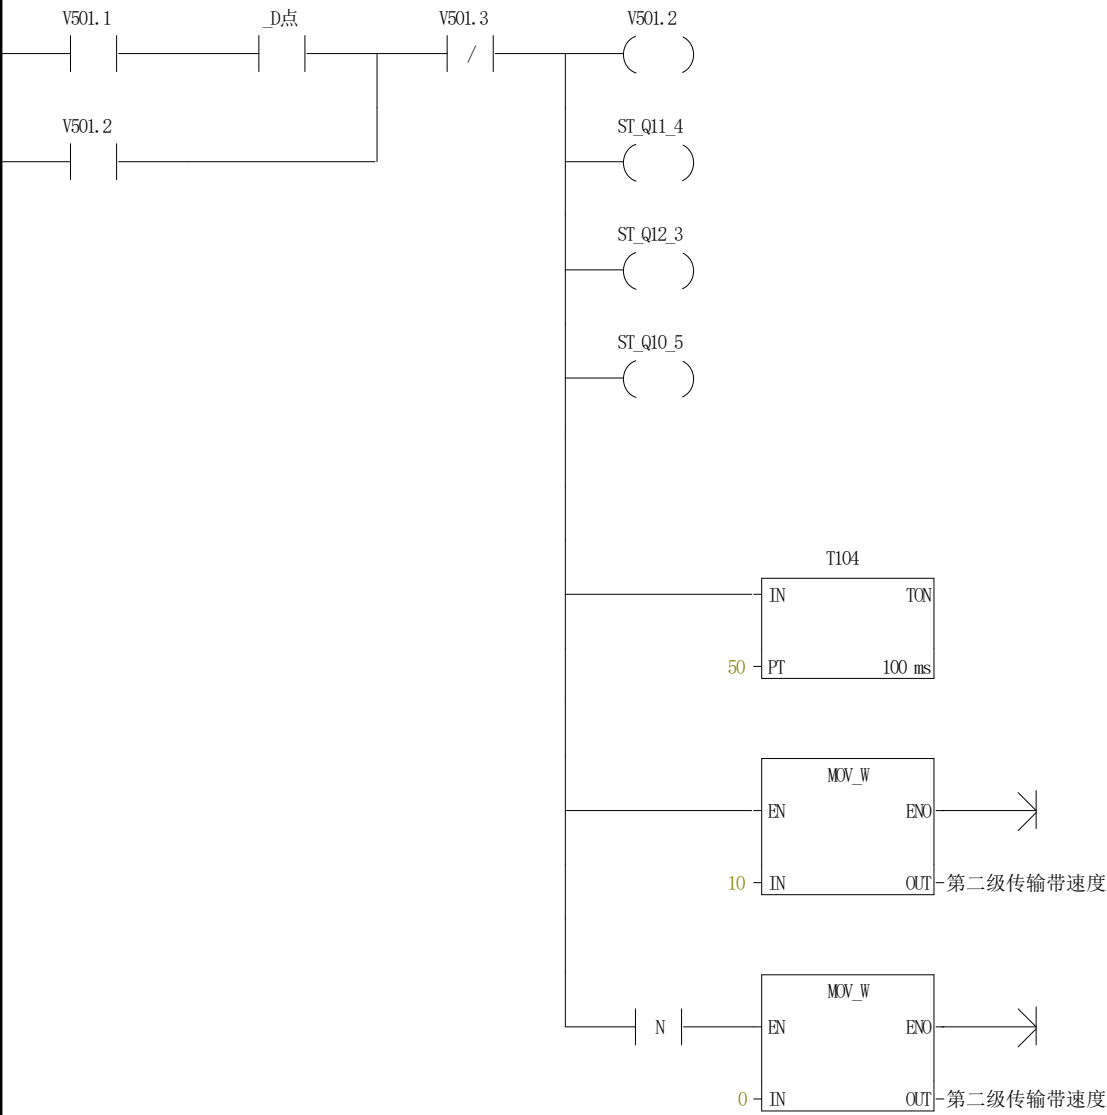 V501.1 _D点 V501.3 V501.2
/
V501.2 ST_Q11_4
ST_Q12_3
ST_Q10_5
T104
IN TON
50 PT 100 ms
MOV_W
EN ENO
10 IN OUT 第二级传输带速度
MOV_W
N EN ENO
0 IN OUT 第二级传输带速度